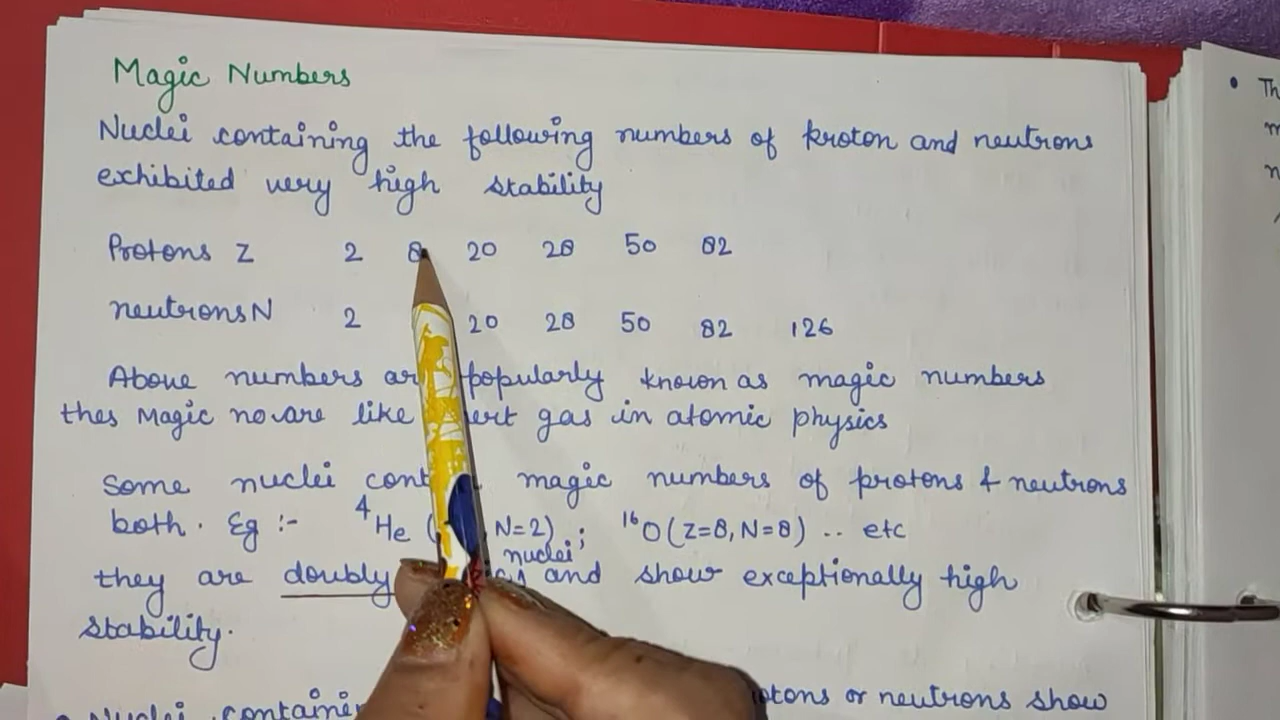 Magic Numbers
Nuclei containing the following numbers of proton and neutrons
exhibited very high stability
Protons Z 2 8 20 28 50 82
neutrons N 2 20 28 50 82 126
Above numbers popularly known as magic numbers
thes Magic no. are like gas in atomic physics
Some nuclei magic numbers of protons & neutrons
both. Eg :- ⁴He ( N=2) ; ¹⁶O (Z=8, N=8) .. etc
nuclei
they are doubly and show exceptionally high
stability.
Nuclei or neutrons show
Th